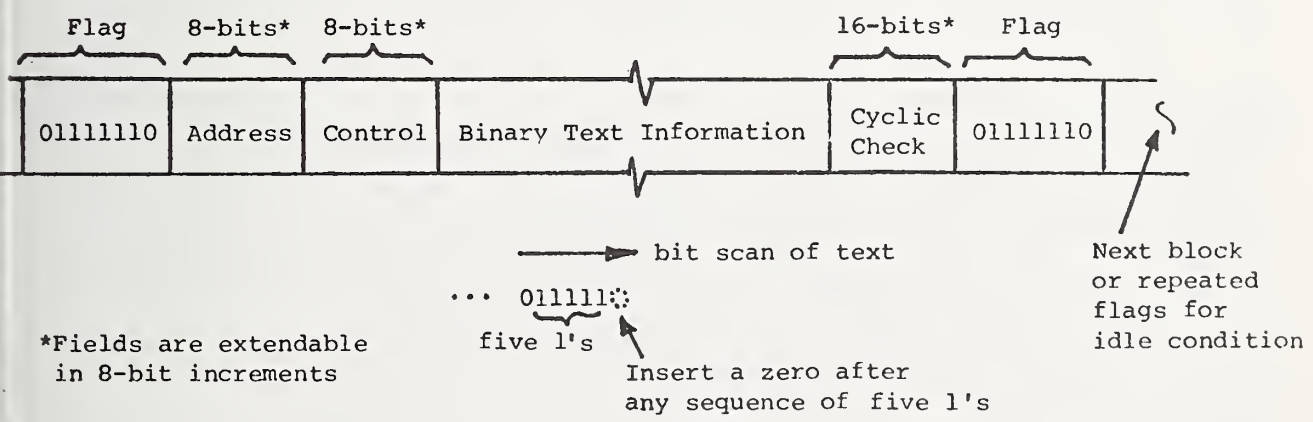 Flag 8-bits* 8-bits* 16-bits* Flag
01111110 Address Control Binary Text Information Cyclic Check 01111110
bit scan of text
... 0111110
five 1's
Insert a zero after
any sequence of five 1's
*Fields are extendable
in 8-bit increments
Next block
or repeated
flags for
idle condition